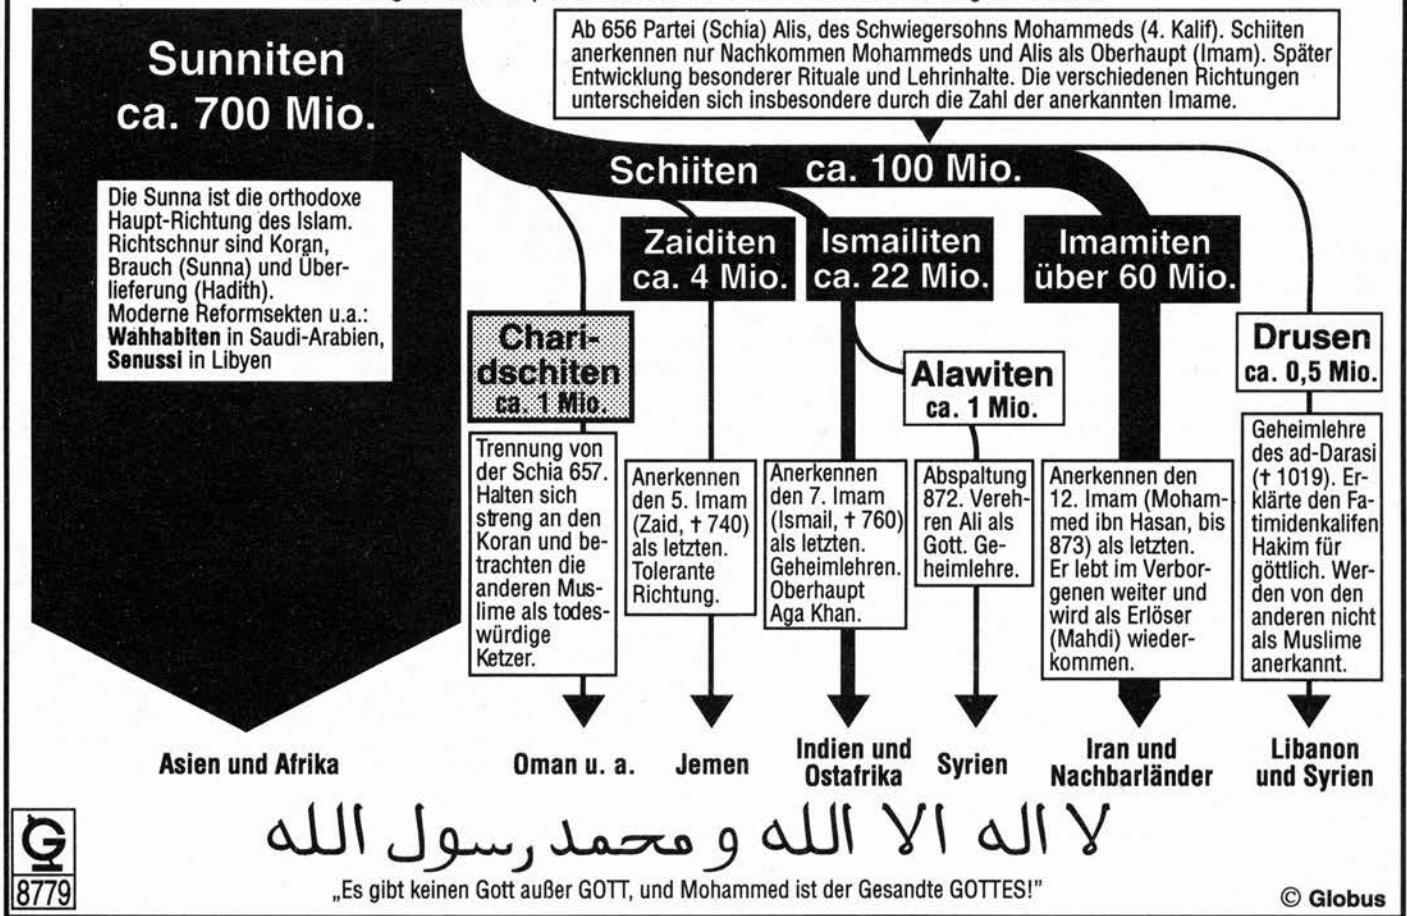 Ab 656 Partei (Schia) Alis, des Schwiegersohns Mohammeds (4. Kalif). Schiiten
anerkennen nur Nachkommen Mohammeds und Alis als Oberhaupt (Imam). Später
Entwicklung besonderer Rituale und Lehrinhalte. Die verschiedenen Richtungen
unterscheiden sich insbesondere durch die Zahl der anerkannten Imame.
Sunniten
ca. 700 Mio.
Die Sunna ist die orthodoxe
Haupt-Richtung des Islam.
Richtschnur sind Koran,
Brauch (Sunna) und Über-
lieferung (Hadith).
Moderne Reformsekten u.a.:
Wahhabiten in Saudi-Arabien,
Senussi in Libyen
Schiiten ca. 100 Mio.
Chari-
dschiten
ca. 1 Mio.
Trennung von
der Schia 657.
Halten sich
streng an den
Koran und be-
trachten die
anderen Mus-
lime als todes-
würdige
Ketzer.
Zaiditen
ca. 4 Mio.
Anerkennen
den 5. Imam
(Zaid, † 740)
als letzten.
Tolerante
Richtung.
Ismailiten
ca. 22 Mio.
Anerkennen
den 7. Imam
(Ismail, † 760)
als letzten.
Geheimlehren.
Oberhaupt
Aga Khan.
Alawiten
ca. 1 Mio.
Abspaltung
872. Vereh-
ren Ali als
Gott. Ge-
heimlehre.
Imamiten
über 60 Mio.
Anerkennen den
12. Imam (Moham-
med ibn Hasan, bis
873) als letzten.
Er lebt im Verbor-
genen weiter und
wird als Erlöser
(Mahdi) wieder-
kommen.
Drusen
ca. 0,5 Mio.
Geheimlehre
des ad-Darasi
(† 1019). Er-
klärte den Fa-
timidenkalifen
Hakim für
göttlich. Wer-
den von den
anderen nicht
als Muslime
anerkannt.
Asien und Afrika
Oman u. a.
Jemen
Indien und
Ostafrika
Syrien
Iran und
Nachbarländer
Libanon
und Syrien
لا اله الا الله و محمد رسول الله
„Es gibt keinen Gott außer GOTT, und Mohammed ist der Gesandte GOTTES!”
G
8779
© Globus